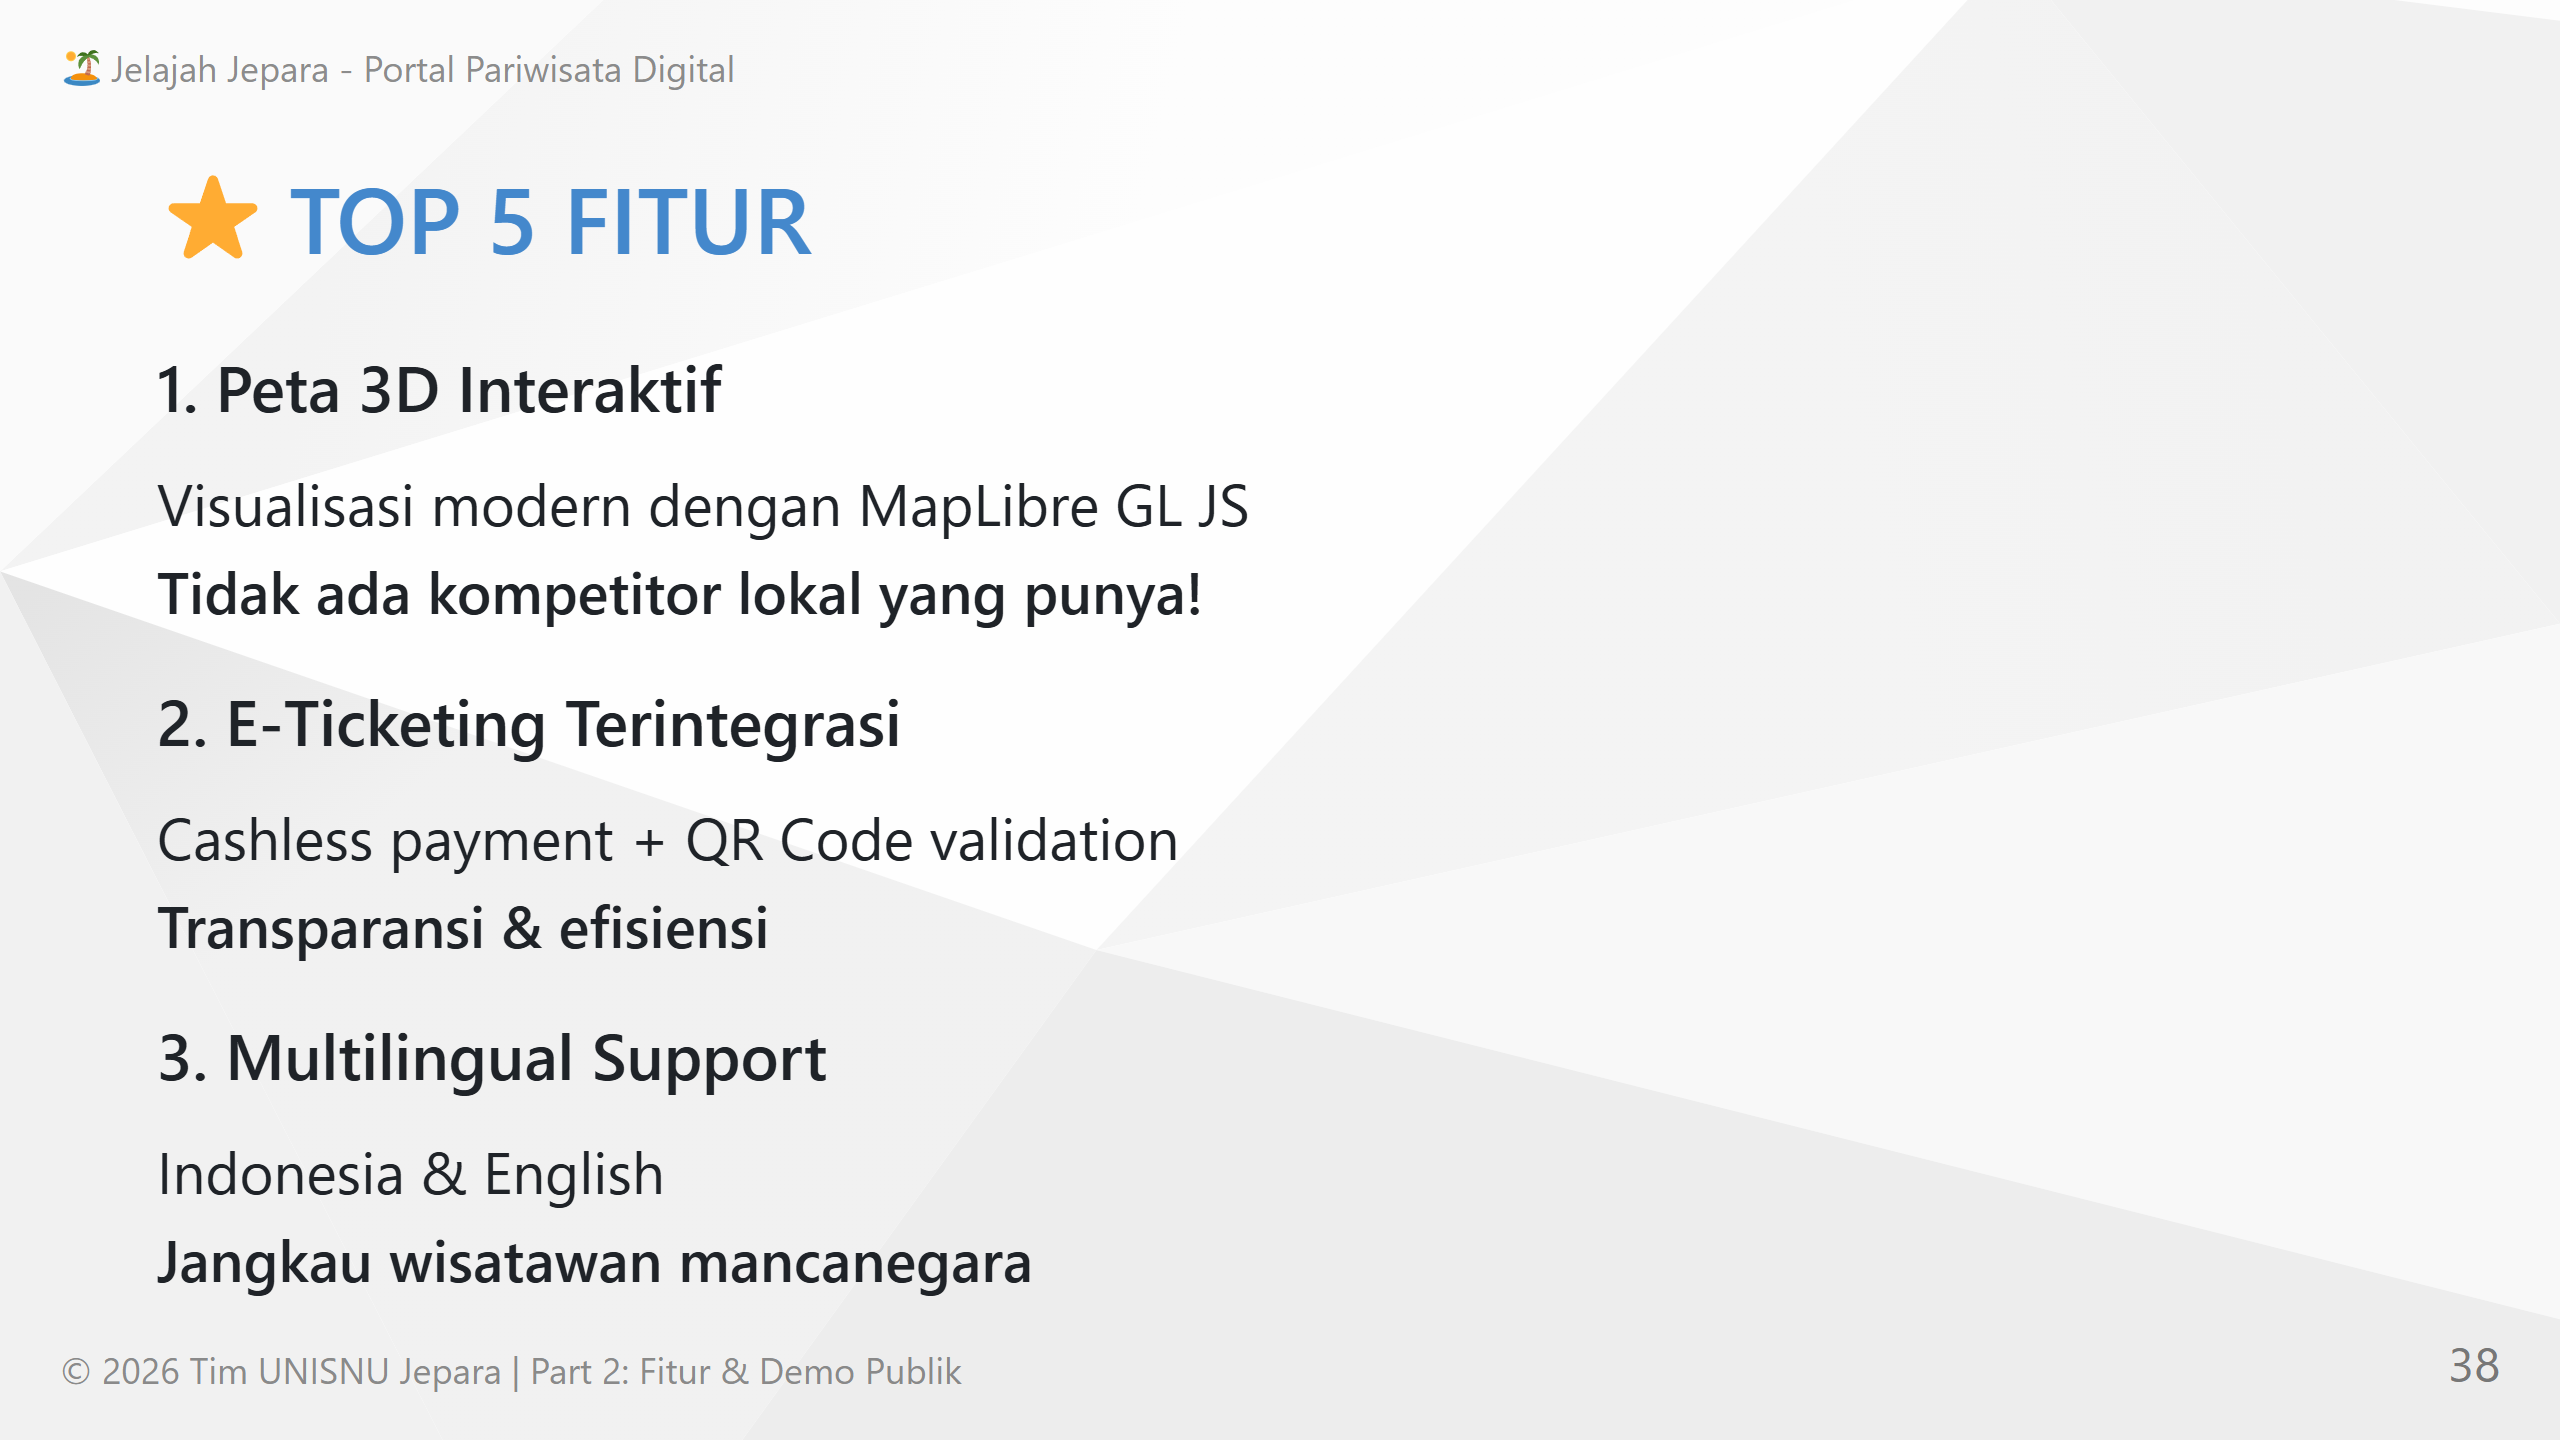 Jelajah Jepara - Portal Pariwisata Digital
TOP 5 FITUR
1. Peta 3D Interaktif
Visualisasi modern dengan MapLibre GL JS
Tidak ada kompetitor lokal yang punya!
2. E-Ticketing Terintegrasi
Cashless payment + QR Code validation
Transparansi & efisiensi
3. Multilingual Support
Indonesia & English
Jangkau wisatawan mancanegara
© 2026 Tim UNISNU Jepara | Part 2: Fitur & Demo Publik
38